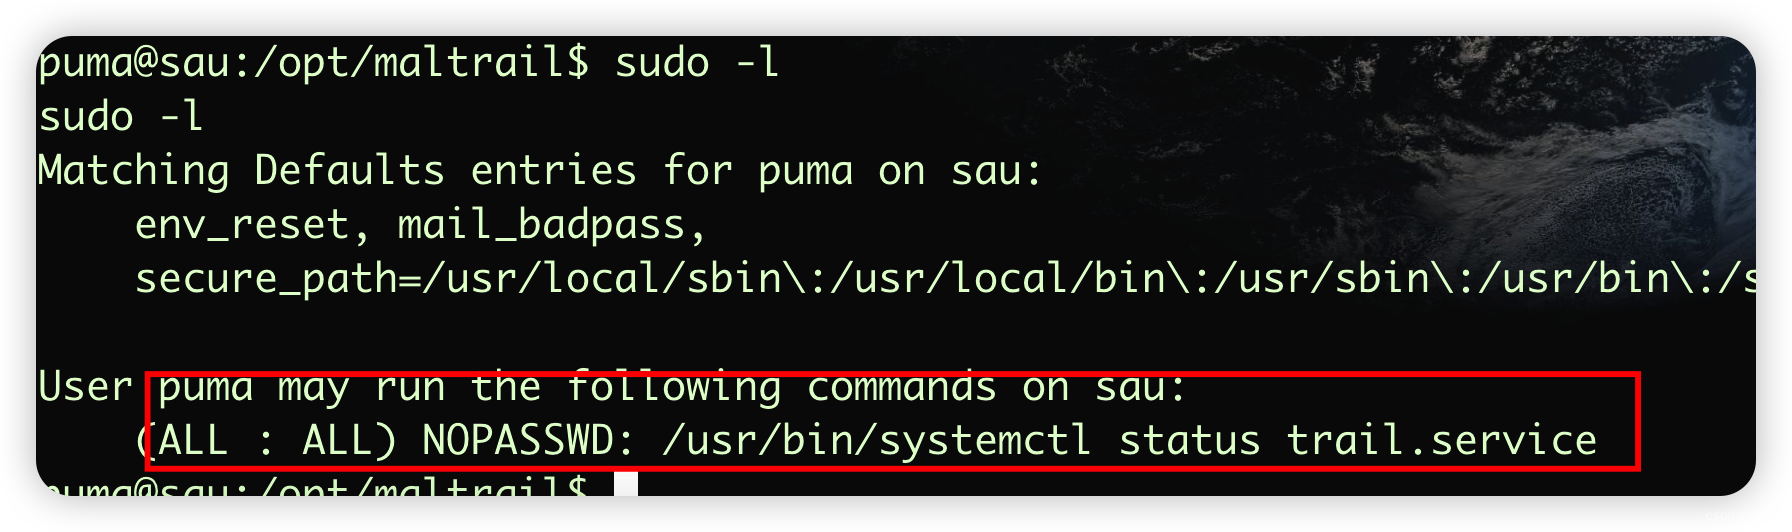 puma@sau:/opt/maltrail$ sudo -l
sudo -l
Matching Defaults entries for puma on sau:
    env_reset, mail_badpass,
    secure_path=/usr/local/sbin\:/usr/local/bin\:/usr/sbin\:/usr/bin\:/s
User puma may run the following commands on sau:
    (ALL : ALL) NOPASSWD: /usr/bin/systemctl status trail.service
puma@sau:/opt/maltrail$